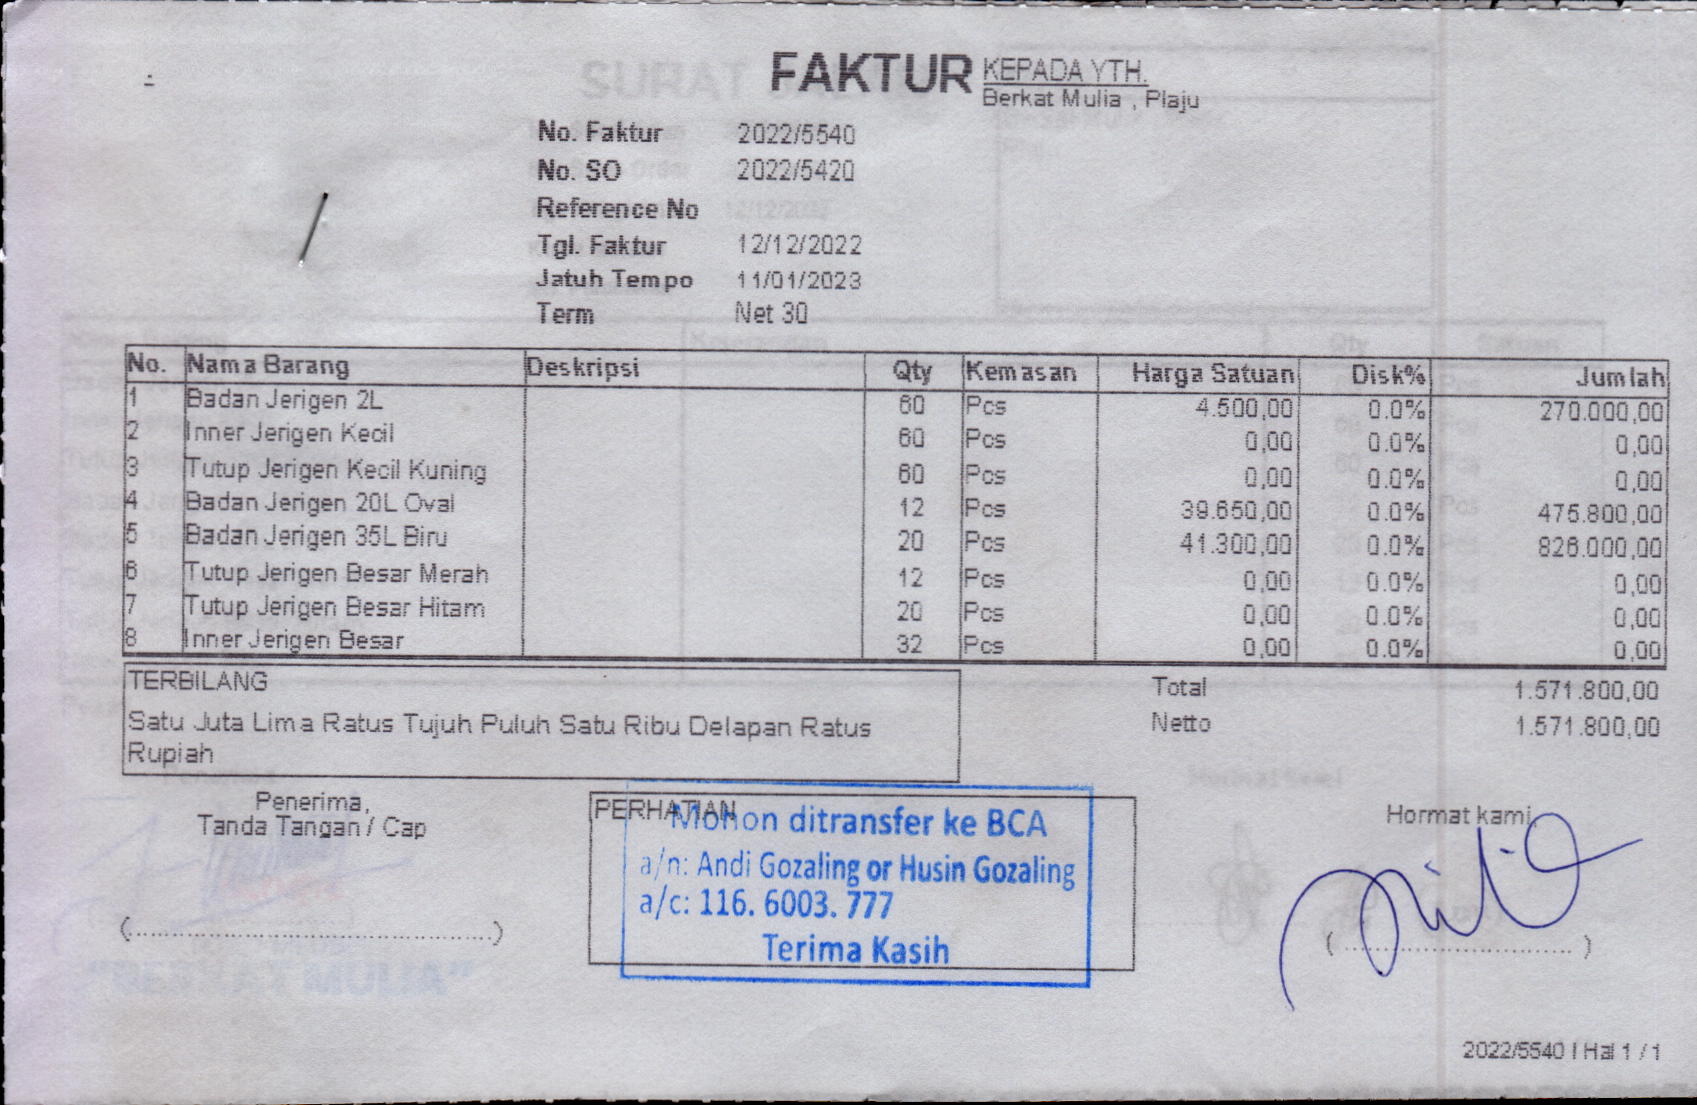 FAKTUR
KEPADA YTH.
Berkat Mulia , Plaju
No. Faktur 2022/5540
No. SO 2022/5420
Reference No
Tgl. Faktur 12/12/2022
Jatuh Tempo 11/01/2023
Term Net 30
No. Nama Barang Deskripsi Qty Kemasan Harga Satuan Disk% Jumlah
1 Badan Jerigen 2L 60 Pcs 4.500,00 0.0% 270.000,00
2 Inner Jerigen Kecil 60 Pcs 0,00 0.0% 0,00
3 Tutup Jerigen Kecil Kuning 60 Pcs 0,00 0.0% 0,00
4 Badan Jerigen 20L Oval 12 Pcs 39.650,00 0.0% 475.800,00
5 Badan Jerigen 35L Biru 20 Pcs 41.300,00 0.0% 826.000,00
6 Tutup Jerigen Besar Merah 12 Pcs 0,00 0.0% 0,00
7 Tutup Jerigen Besar Hitam 20 Pcs 0,00 0.0% 0,00
8 Inner Jerigen Besar 32 Pcs 0,00 0.0% 0,00
TERBILANG
Satu Juta Lima Ratus Tujuh Puluh Satu Ribu Delapan Ratus
Rupiah
Total 1.571.800,00
Netto 1.571.800,00
Penerima,
Tanda Tangan / Cap
(..........................................)
PERHATIAN
Mohon ditransfer ke BCA
a/n: Andi Gozaling or Husin Gozaling
a/c: 116. 6003. 777
Terima Kasih
Hormat kami,
( .......................... )
"BERKAT MULIA"
2022/5540 / Hal 1 / 1